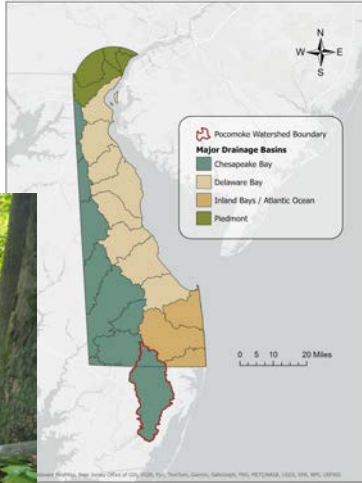 N
W
E
S
Pocomoke Watershed Boundary
Major Drainage Basins
Chesapeake Bay
Delaware Bay
Inland Bays / Atlantic Ocean
Piedmont
0 5 10 20 Miles